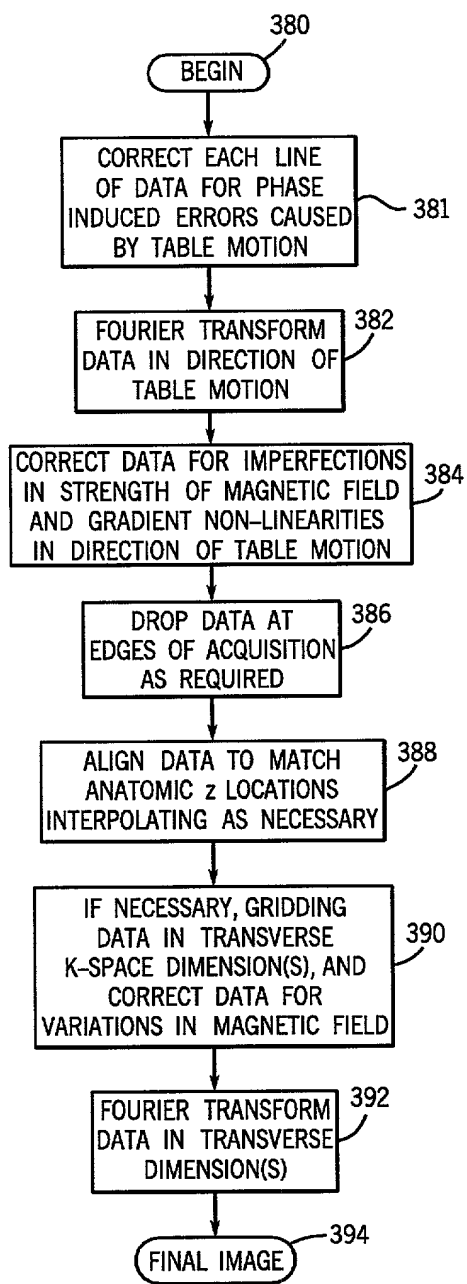 380
BEGIN
CORRECT EACH LINE
OF DATA FOR PHASE
INDUCED ERRORS CAUSED
BY TABLE MOTION
381
382
FOURIER TRANSFORM
DATA IN DIRECTION OF
TABLE MOTION
CORRECT DATA FOR IMPERFECTIONS
IN STRENGTH OF MAGNETIC FIELD
AND GRADIENT NON-LINEARITIES
IN DIRECTION OF TABLE MOTION
384
DROP DATA AT
EDGES OF ACQUISITION
AS REQUIRED
386
ALIGN DATA TO MATCH
ANATOMIC z LOCATIONS
INTERPOLATING AS NECESSARY
388
IF NECESSARY, GRIDDING
DATA IN TRANSVERSE
K-SPACE DIMENSION(S), AND
CORRECT DATA FOR
VARIATIONS IN MAGNETIC FIELD
390
392
FOURIER TRANSFORM
DATA IN TRANSVERSE
DIMENSION(S)
394
FINAL IMAGE